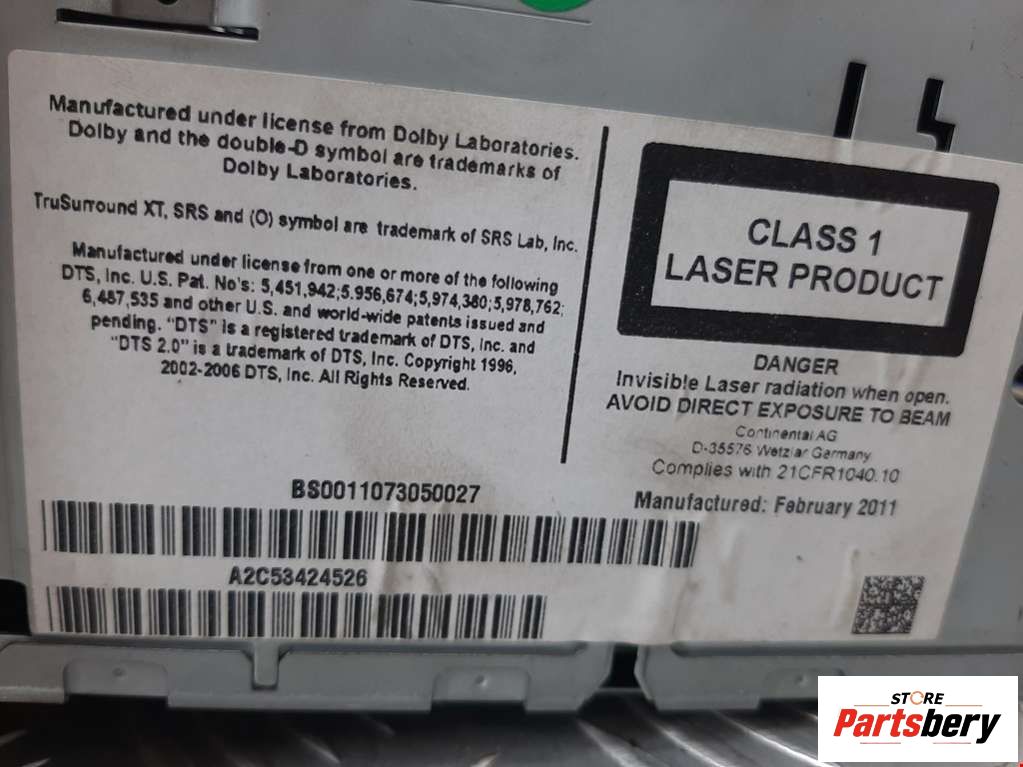 Manufactured under license from Dolby Laboratories.
Dolby and the double-D symbol are trademarks of
Dolby Laboratories.
TruSurround XT, SRS and (O) symbol are trademark of SRS Lab, Inc.
Manufactured under license from one or more of the following
DTS, Inc. U.S. Pat. No's: 5,451,942;5.956,674;5,974,380;5,978,762;
6,487,535 and other U.S. and world-wide patents issued and
pending. "DTS" is a registered trademark of DTS, Inc. and
"DTS 2.0" is a trademark of DTS, Inc. Copyright 1996,
2002-2006 DTS, Inc. All Rights Reserved.
CLASS 1
LASER PRODUCT
DANGER
Invisible Laser radiation when open.
AVOID DIRECT EXPOSURE TO BEAM
Continental AG
D-35576 Wetzlar Germany
Complies with 21CFR1040.10
Manufactured: February 2011
BS0011073050027
A2C53424526
STORE
Partsbery